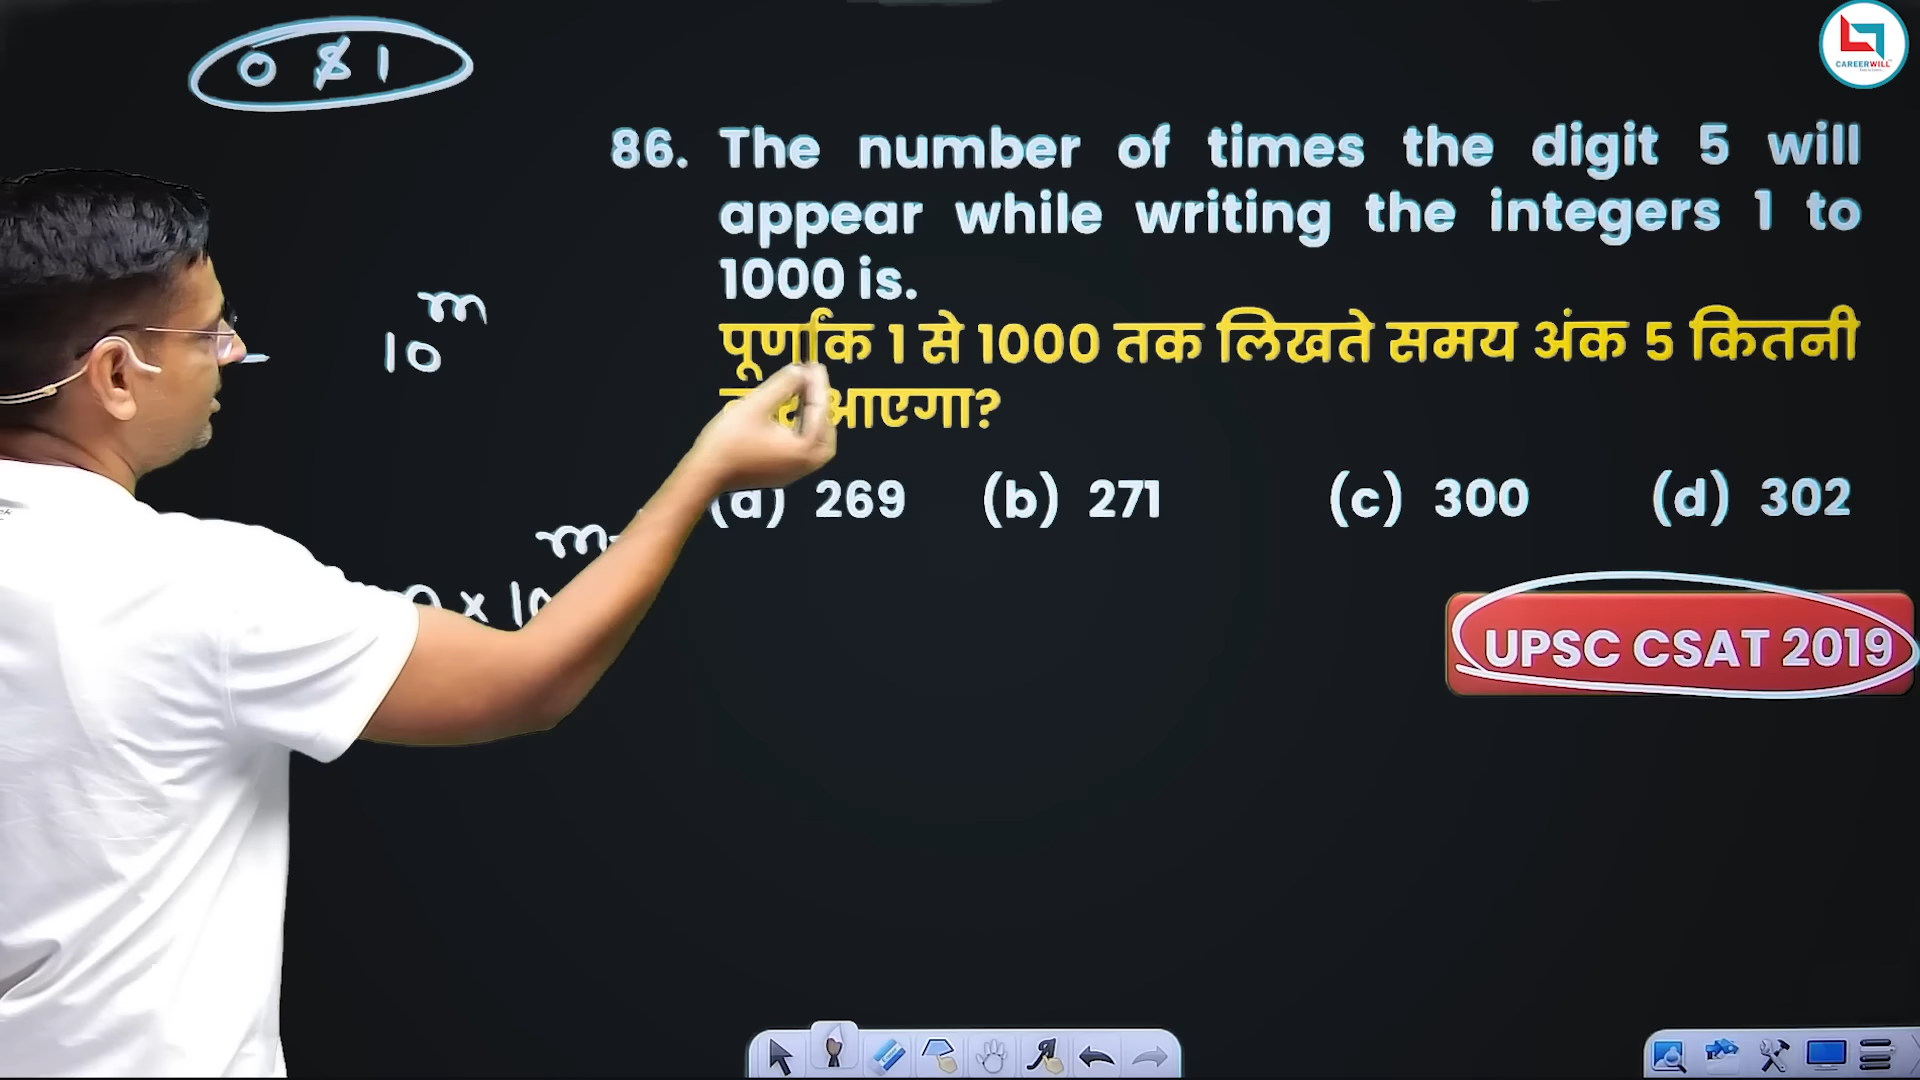 0 8 1
CAREERWILL
86. The number of times the digit 5 will
appear while writing the integers 1 to
1000 is.
पूर्णांक 1 से 1000 तक लिखते समय अंक 5 कितनी
आएगा?
10^m
(a) 269 (b) 271 (c) 300 (d) 302
m-
× 10
UPSC CSAT 2019